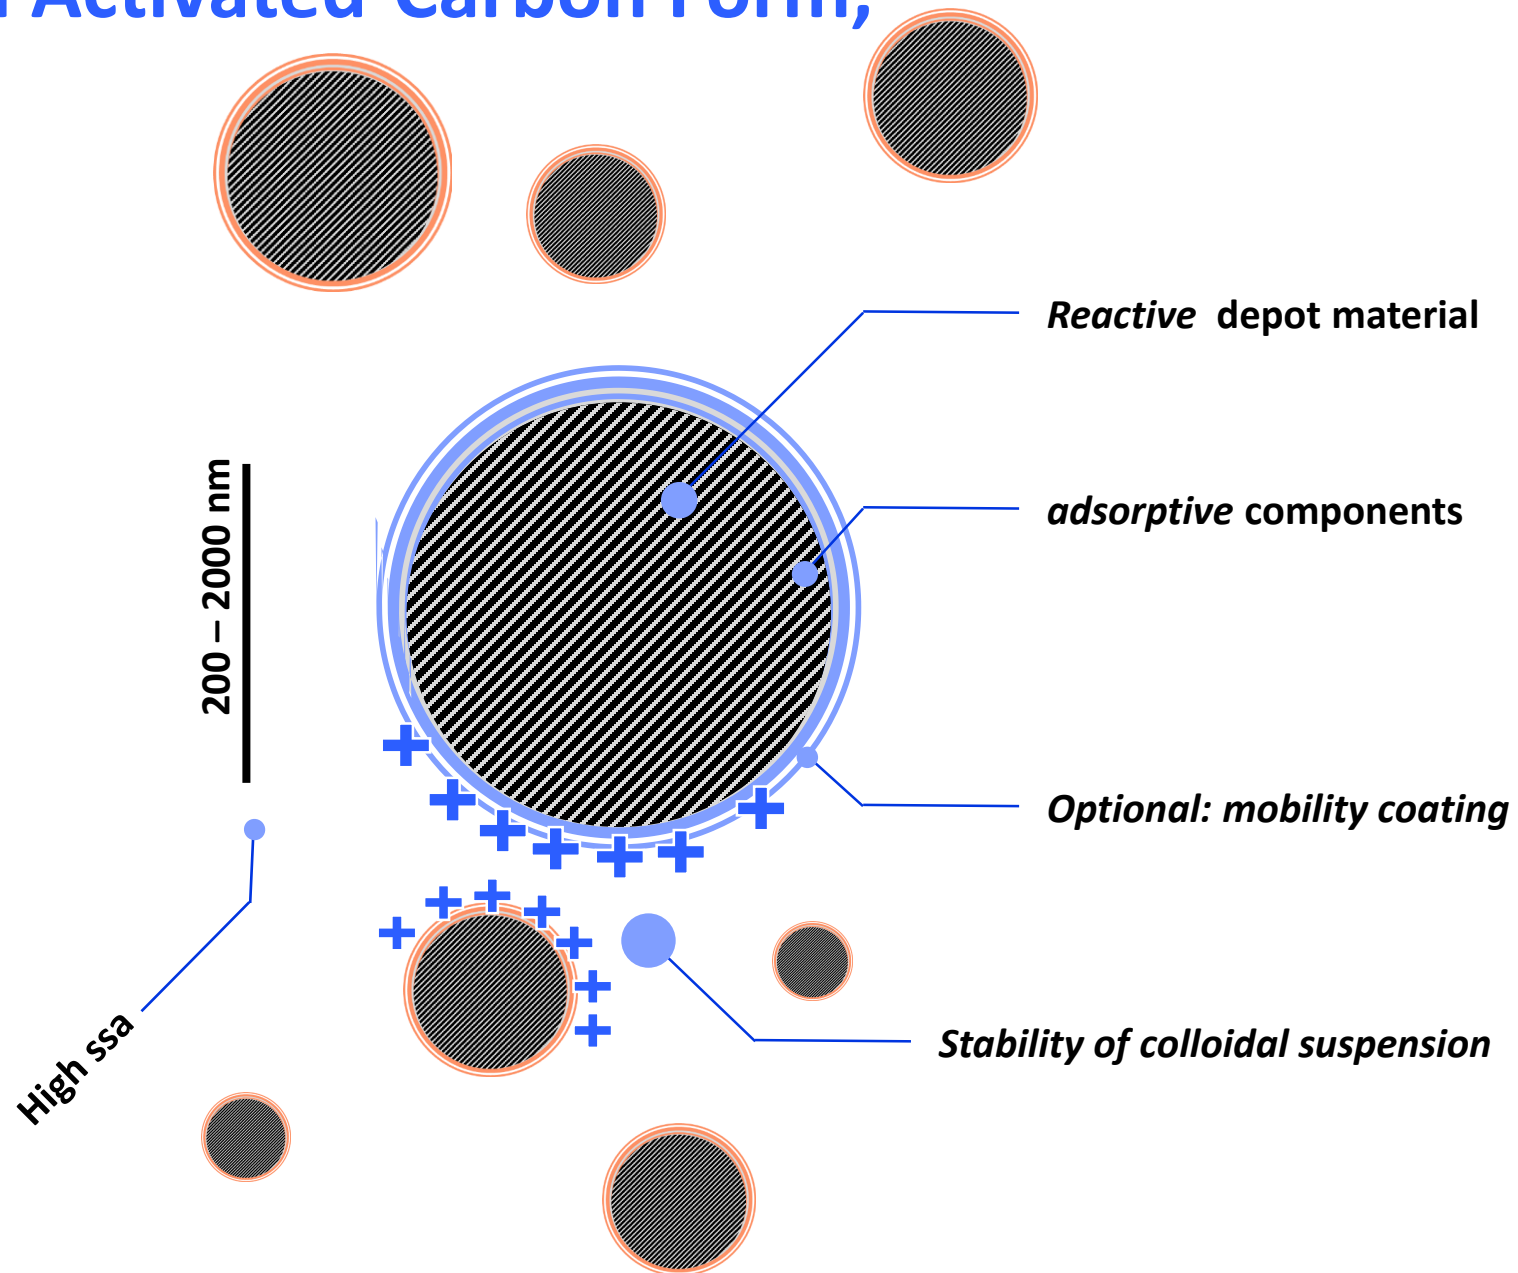 Activated Carbon Form,
Reactive depot material
adsorptive components
200 – 2000 nm
Optional: mobility coating
High ssa
Stability of colloidal suspension